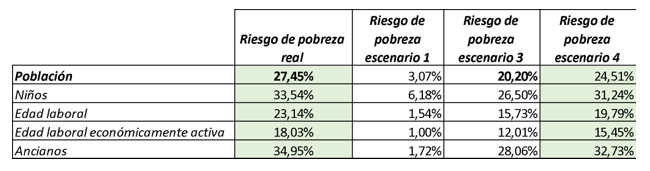 Riesgo de pobreza real | Riesgo de pobreza escenario 1 | Riesgo de pobreza escenario 3 | Riesgo de pobreza escenario 4
Población | 27,45% | 3,07% | 20,20% | 24,51%
Niños | 33,54% | 6,18% | 26,50% | 31,24%
Edad laboral | 23,14% | 1,54% | 15,73% | 19,79%
Edad laboral económicamente activa | 18,03% | 1,00% | 12,01% | 15,45%
Ancianos | 34,95% | 1,72% | 28,06% | 32,73%